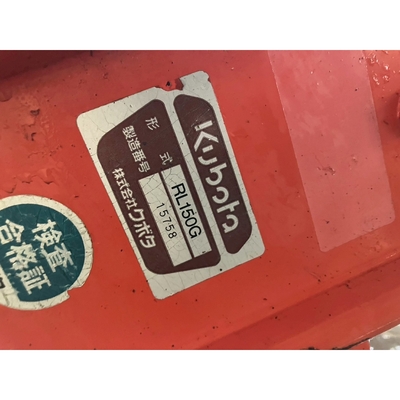 Kubota
形式 RL150G
製造番号 15758
株式会社クボタ
検査
合格証